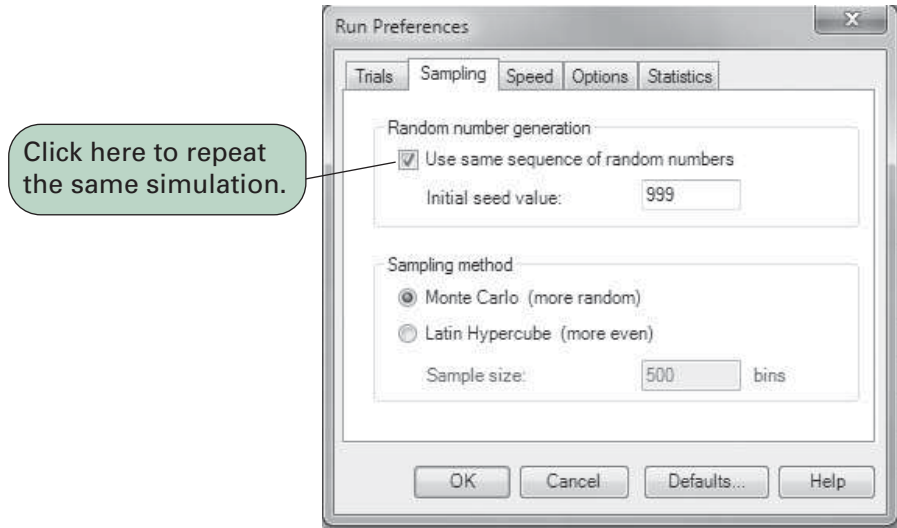 Run Preferences
X
Trials Sampling Speed Options Statistics
Random number generation
Click here to repeat
the same simulation.
Use same sequence of random numbers
Initial seed value: 999
Sampling method
Monte Carlo (more random)
Latin Hypercube (more even)
Sample size: 500 bins
OK Cancel Defaults... Help